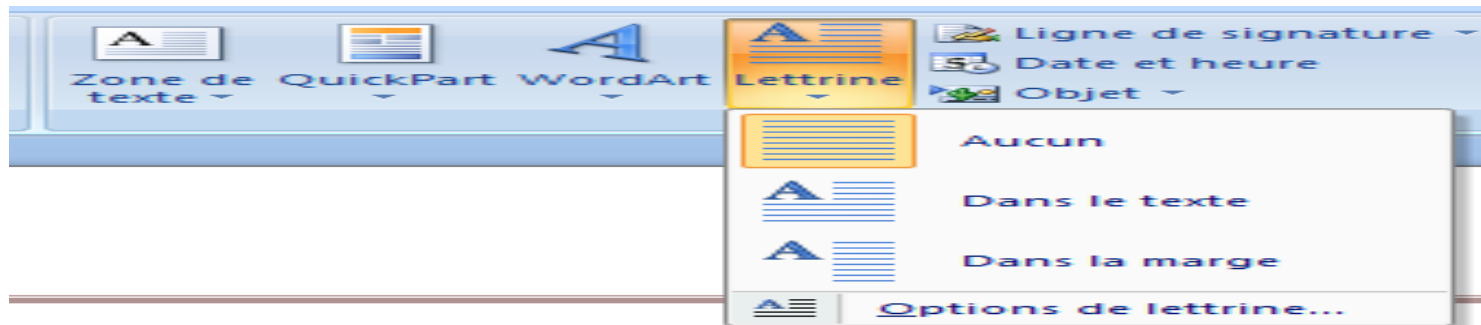 Zone de texte
QuickPart
WordArt
Lettrine
Ligne de signature
Date et heure
Objet
Aucun
Dans le texte
Dans la marge
Options de lettrine...